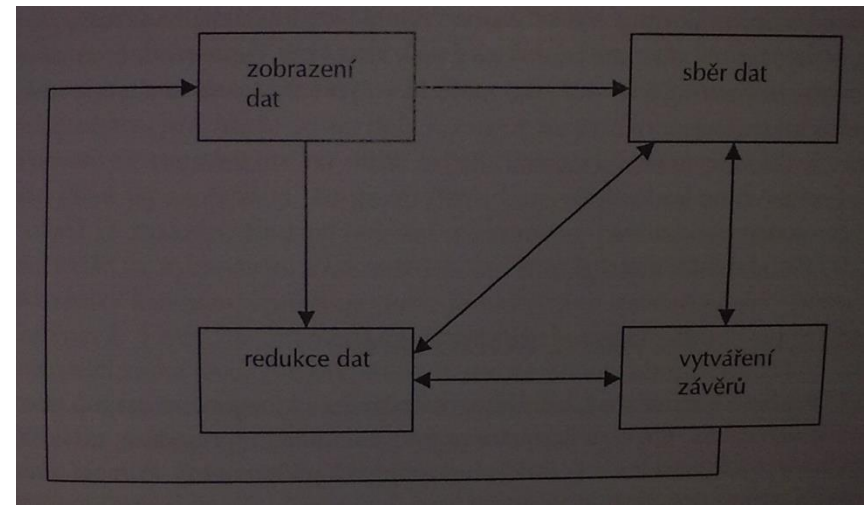 zobrazení
dat
sběr dat
redukce dat
vytváření
závěrů